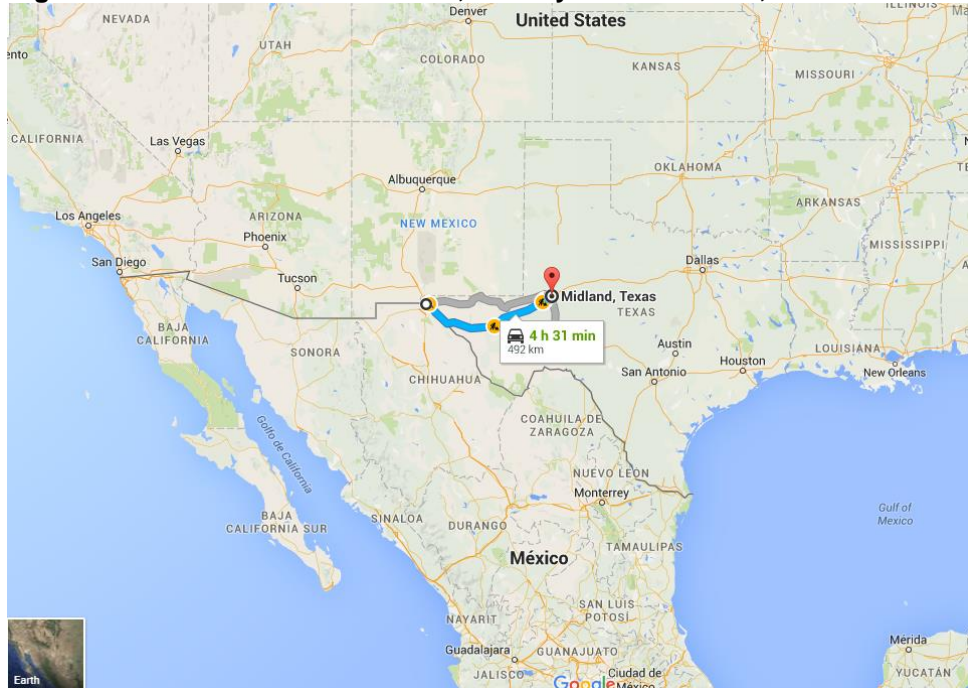 Denver
United States
NEVADA
UTAH
COLORADO
KANSAS
MISSOURI
ento
CALIFORNIA
Las Vegas
Albuquerque
OKLAHOMA
ARKANSAS
Los Angeles
ARIZONA
NEW MEXICO
Phoenix
MISSISSIPPI
San Diego
Tucson
Dallas
Midland, Texas
TEXAS
BAJA
CALIFORNIA
SONORA
4 h 31 min
492 km
Austin
Houston
LOUISIANA
San Antonio
New Orleans
CHIHUAHUA
COAHUILA DE
ZARAGOZA
Golfo de California
NUEVO LEON
Monterrey
BAJA
CALIFORNIA SUR
SINALOA
DURANGO
Gulf of
Mexico
TAMAULIPAS
México
SAN LUIS
POTOSÍ
NAYARIT
Guadalajara
GUANAJUATO
Mérida
YUCATÁN
JALISCO
Ciudad de
México
Google
Earth